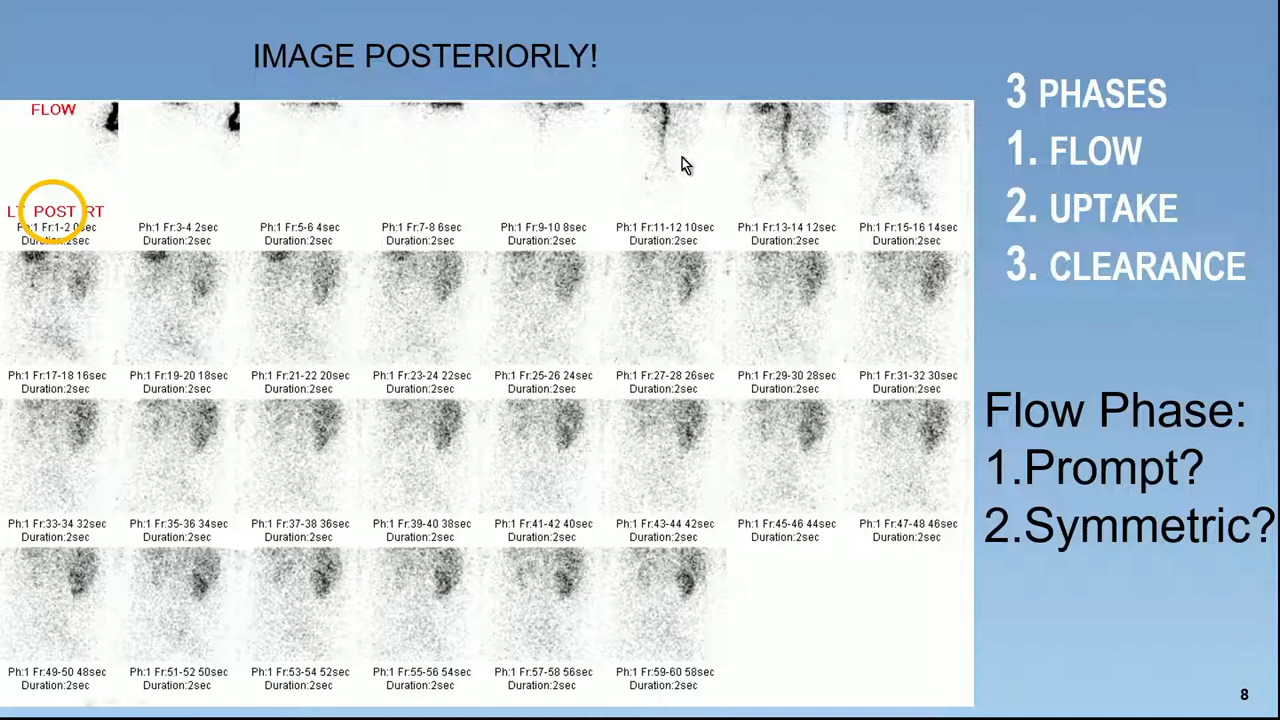 IMAGE POSTERIORLY!
3 PHASES
1. FLOW
2. UPTAKE
3. CLEARANCE
FLOW
LT POST RT
Ph:1 Fr:1-2 0sec
Duration:2sec
Ph:1 Fr:3-4 2sec
Duration:2sec
Ph:1 Fr:5-6 4sec
Duration:2sec
Ph:1 Fr:7-8 6sec
Duration:2sec
Ph:1 Fr:9-10 8sec
Duration:2sec
Ph:1 Fr:11-12 10sec
Duration:2sec
Ph:1 Fr:13-14 12sec
Duration:2sec
Ph:1 Fr:15-16 14sec
Duration:2sec
Ph:1 Fr:17-18 16sec
Duration:2sec
Ph:1 Fr:19-20 18sec
Duration:2sec
Ph:1 Fr:21-22 20sec
Duration:2sec
Ph:1 Fr:23-24 22sec
Duration:2sec
Ph:1 Fr:25-26 24sec
Duration:2sec
Ph:1 Fr:27-28 26sec
Duration:2sec
Ph:1 Fr:29-30 28sec
Duration:2sec
Ph:1 Fr:31-32 30sec
Duration:2sec
Ph:1 Fr:33-34 32sec
Duration:2sec
Ph:1 Fr:35-36 34sec
Duration:2sec
Ph:1 Fr:37-38 36sec
Duration:2sec
Ph:1 Fr:39-40 38sec
Duration:2sec
Ph:1 Fr:41-42 40sec
Duration:2sec
Ph:1 Fr:43-44 42sec
Duration:2sec
Ph:1 Fr:45-46 44sec
Duration:2sec
Ph:1 Fr:47-48 46sec
Duration:2sec
Ph:1 Fr:49-50 48sec
Duration:2sec
Ph:1 Fr:51-52 50sec
Duration:2sec
Ph:1 Fr:53-54 52sec
Duration:2sec
Ph:1 Fr:55-56 54sec
Duration:2sec
Ph:1 Fr:57-58 56sec
Duration:2sec
Ph:1 Fr:59-60 58sec
Duration:2sec
Flow Phase:
1.Prompt?
2.Symmetric?
8